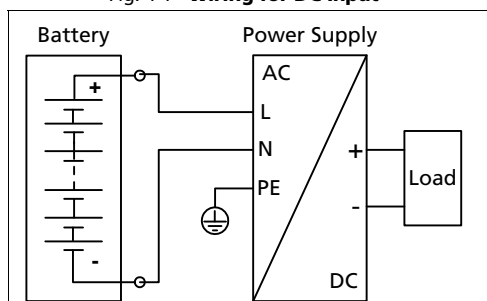 Wiring for DC Input
Battery
Power Supply
+
-
AC
L
N
PE
+
-
DC
Load